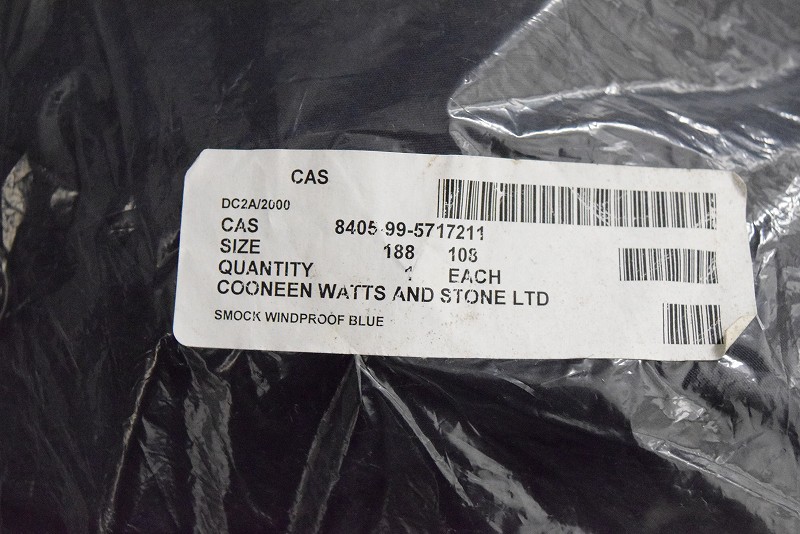 CAS
DC2A/2000
CAS 8405-99-5717211
SIZE 188 108
QUANTITY 1 EACH
COONEEN WATTS AND STONE LTD
SMOCK WINDPROOF BLUE